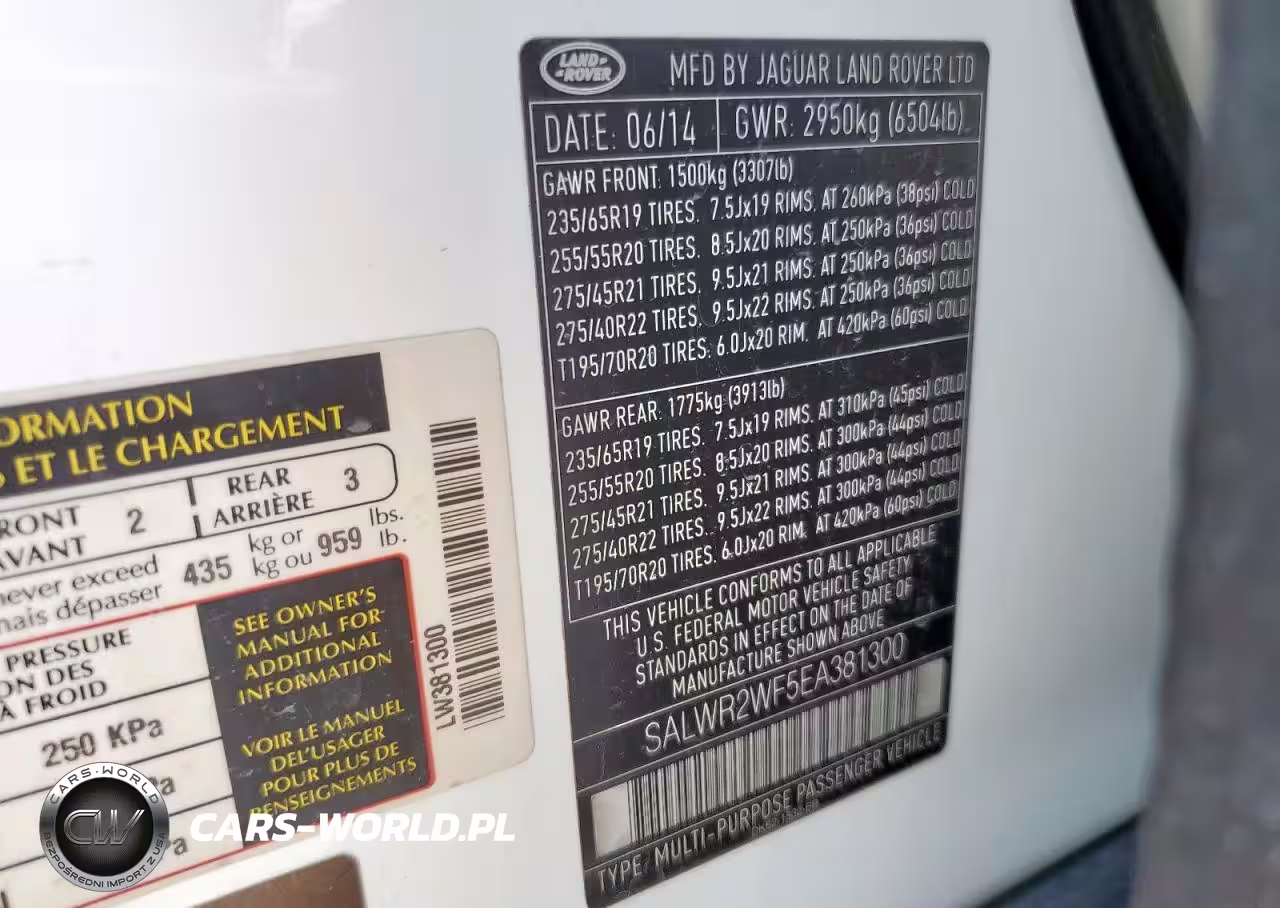 LAND-
-ROVER
MFD BY JAGUAR LAND ROVER LTD
DATE: 06/14
GWR: 2950kg (6504lb)
GAWR FRONT: 1500kg (3307lb)
235/65R19 TIRES. 7.5Jx19 RIMS. AT 260kPa (38psi) COLD
255/55R20 TIRES. 8.5Jx20 RIMS. AT 250kPa (36psi) COLD
275/45R21 TIRES. 9.5Jx21 RIMS. AT 250kPa (36psi) COLD
275/40R22 TIRES. 9.5Jx22 RIMS. AT 250kPa (36psi) COLD
T195/70R20 TIRES: 6.0Jx20 RIM. AT 420kPa (60psi) COLD
GAWR REAR: 1775kg (3913lb)
235/65R19 TIRES. 7.5Jx19 RIMS. AT 310kPa (45psi) COLD
255/55R20 TIRES. 8.5Jx20 RIMS. AT 300kPa (44psi) COLD
275/45R21 TIRES. 9.5Jx21 RIMS. AT 300kPa (44psi) COLD
275/40R22 TIRES. 9.5Jx22 RIMS. AT 300kPa (44psi) COLD
T195/70R20 TIRES. 6.0Jx20 RIM. AT 420kPa (60psi) COLD
THIS VEHICLE CONFORMS TO ALL APPLICABLE
U.S. FEDERAL MOTOR VEHICLE SAFETY
STANDARDS IN EFFECT ON THE DATE OF
MANUFACTURE SHOWN ABOVE
SALWR2WF5EA381300
TYPE: MULTI-PURPOSE PASSENGER VEHICLE
ORMATION
ET LE CHARGEMENT
FRONT
AVANT
2
REAR
ARRIÈRE
3
never exceed
mais dépasser
435
kg or
kg ou
959
lbs.
lb.
PRESSURE
ON DES
À FROID
250 KPa
SEE OWNER'S
MANUAL FOR
ADDITIONAL
INFORMATION
VOIR LE MANUEL
DE L'USAGER
POUR PLUS DE
RENSEIGNEMENTS
LW381300
CARS-WORLD
CW
BEZPOŚREDNI IMPORT Z USA
CARS-WORLD.PL